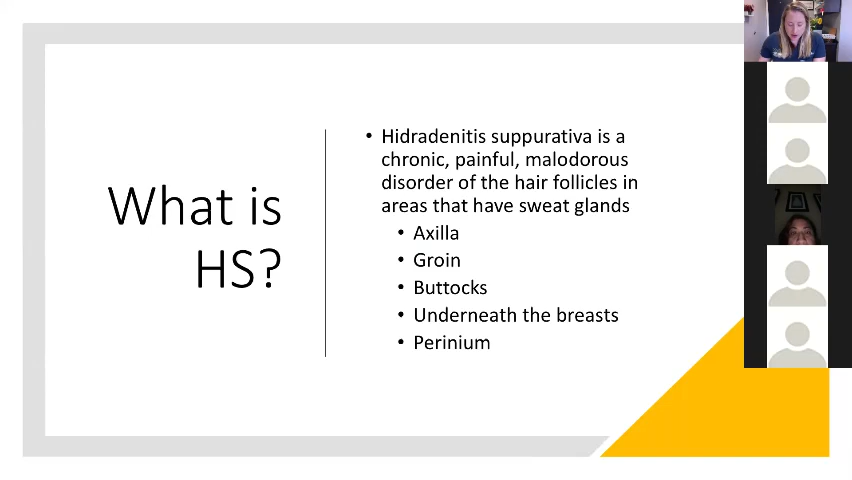 What is
HS?
• Hidradenitis suppurativa is a
chronic, painful, malodorous
disorder of the hair follicles in
areas that have sweat glands
• Axilla
• Groin
• Buttocks
• Underneath the breasts
• Perinium